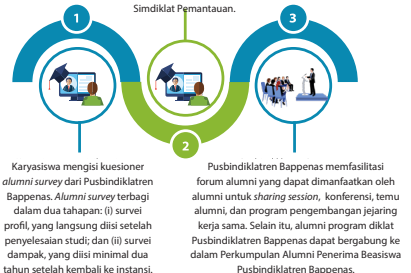 Simdiklat Pemantauan.
1
3
2
Karyasiswa mengisi kuesioner
alumni survey dari Pusbindiklatren
Bappenas. Alumni survey terbagi
dalam dua tahapan: (i) survei
profil, yang langsung diisi setelah
penyelesaian studi; dan (ii) survei
dampak, yang diisi minimal dua
tahun setelah kembali ke instansi.
Pusbindiklatren Bappenas memfasilitasi
forum alumni yang dapat dimanfaatkan oleh
alumni untuk sharing session, konferensi, temu
alumni, dan program pengembangan jejaring
kerja sama. Selain itu, alumni program diklat
Pusbindiklatren Bappenas dapat bergabung ke
dalam Perkumpulan Alumni Penerima Beasiswa
Pusbindiklatren Bappenas.